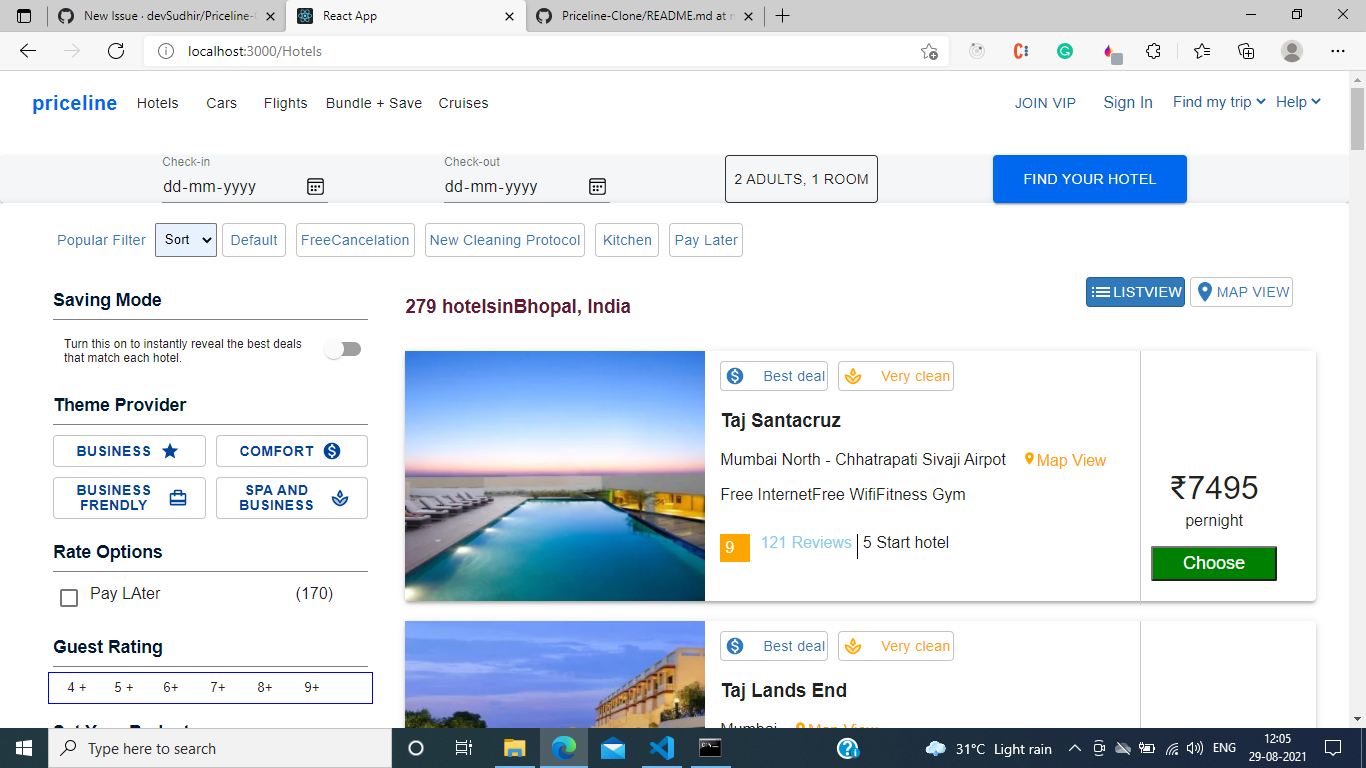 New Issue · devSudhir/Priceline-C
React App
Priceline-Clone/README.md at m
localhost:3000/Hotels
priceline
Hotels
Cars
Flights
Bundle + Save
Cruises
JOIN VIP
Sign In
Find my trip
Help
Check-in
dd-mm-yyyy
Check-out
dd-mm-yyyy
2 ADULTS, 1 ROOM
FIND YOUR HOTEL
Popular Filter
Sort
Default
FreeCancelation
New Cleaning Protocol
Kitchen
Pay Later
Saving Mode
Turn this on to instantly reveal the best deals
that match each hotel.
Theme Provider
BUSINESS
COMFORT
BUSINESS
FRENDLY
SPA AND
BUSINESS
Rate Options
Pay LAter
(170)
Guest Rating
4 +
5 +
6+
7+
8+
9+
279 hotelsinBhopal, India
LISTVIEW
MAP VIEW
Best deal
Very clean
Taj Santacruz
Mumbai North - Chhatrapati Sivaji Airpot
Map View
Free InternetFree WifiFitness Gym
9
121 Reviews
5 Start hotel
₹7495
pernight
Choose
Best deal
Very clean
Taj Lands End
Mumbai
Map View
Type here to search
31°C Light rain
ENG
12:05
29-08-2021